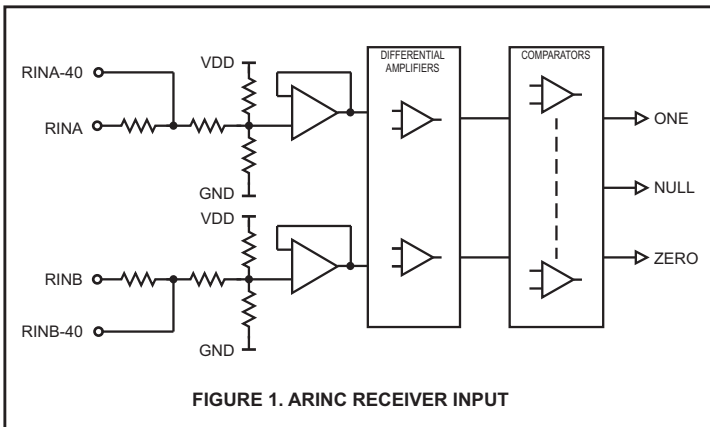 DIFFERENTIAL
AMPLIFIERS
COMPARATORS
VDD
RINA-40
RINA
GND
VDD
RINB
RINB-40
GND
ONE
NULL
ZERO
FIGURE 1. ARINC RECEIVER INPUT